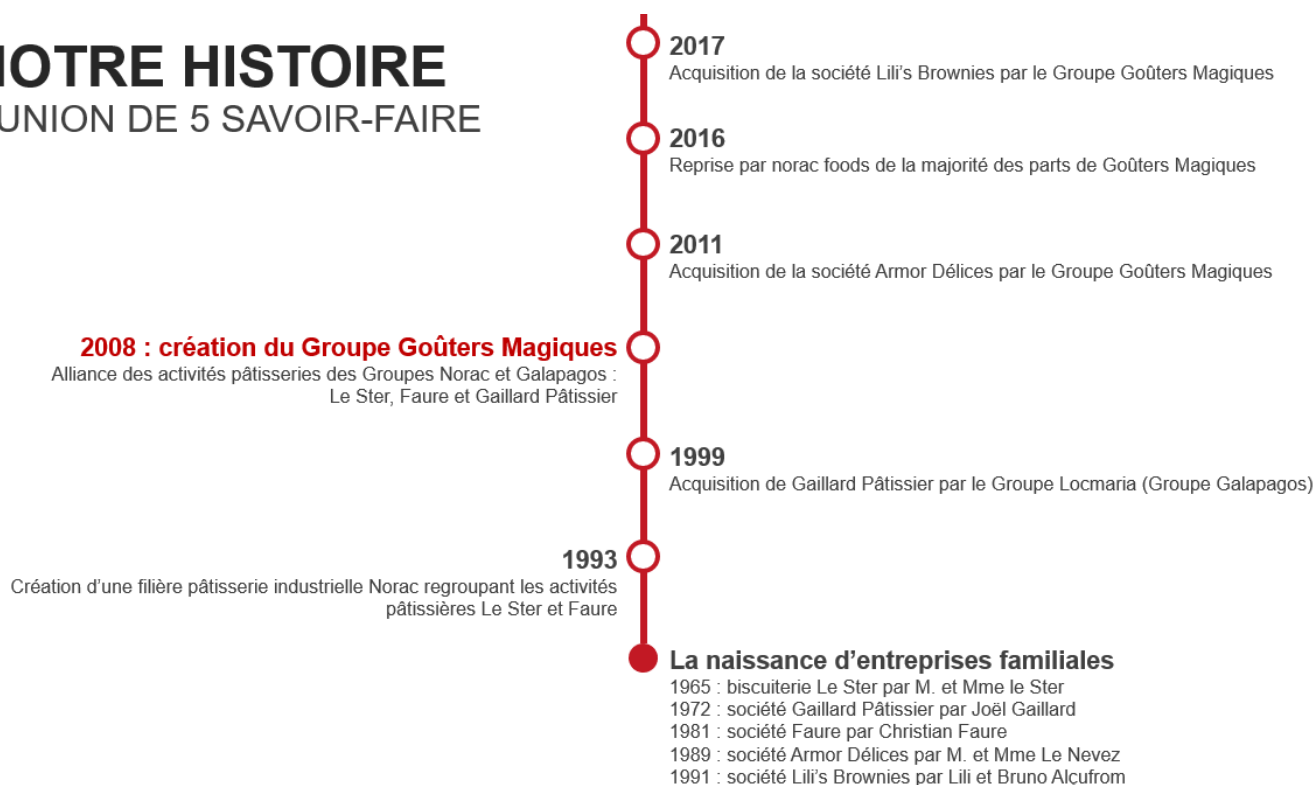 NOTRE HISTOIRE
UNION DE 5 SAVOIR-FAIRE
2017
Acquisition de la société Lili's Brownies par le Groupe Goûters Magiques
2016
Reprise par norac foods de la majorité des parts de Goûters Magiques
2011
Acquisition de la société Armor Délices par le Groupe Goûters Magiques
2008 : création du Groupe Goûters Magiques
Alliance des activités pâtisseries des Groupes Norac et Galapagos :
Le Ster, Faure et Gaillard Pâtissier
1999
Acquisition de Gaillard Pâtissier par le Groupe Locmaria (Groupe Galapagos)
1993
Création d'une filière pâtisserie industrielle Norac regroupant les activités
pâtissières Le Ster et Faure
La naissance d'entreprises familiales
1965 : biscuiterie Le Ster par M. et Mme le Ster
1972 : société Gaillard Pâtissier par Joël Gaillard
1981 : société Faure par Christian Faure
1989 : société Armor Délices par M. et Mme Le Nevez
1991 : société Lili's Brownies par Lili et Bruno Alçufrom